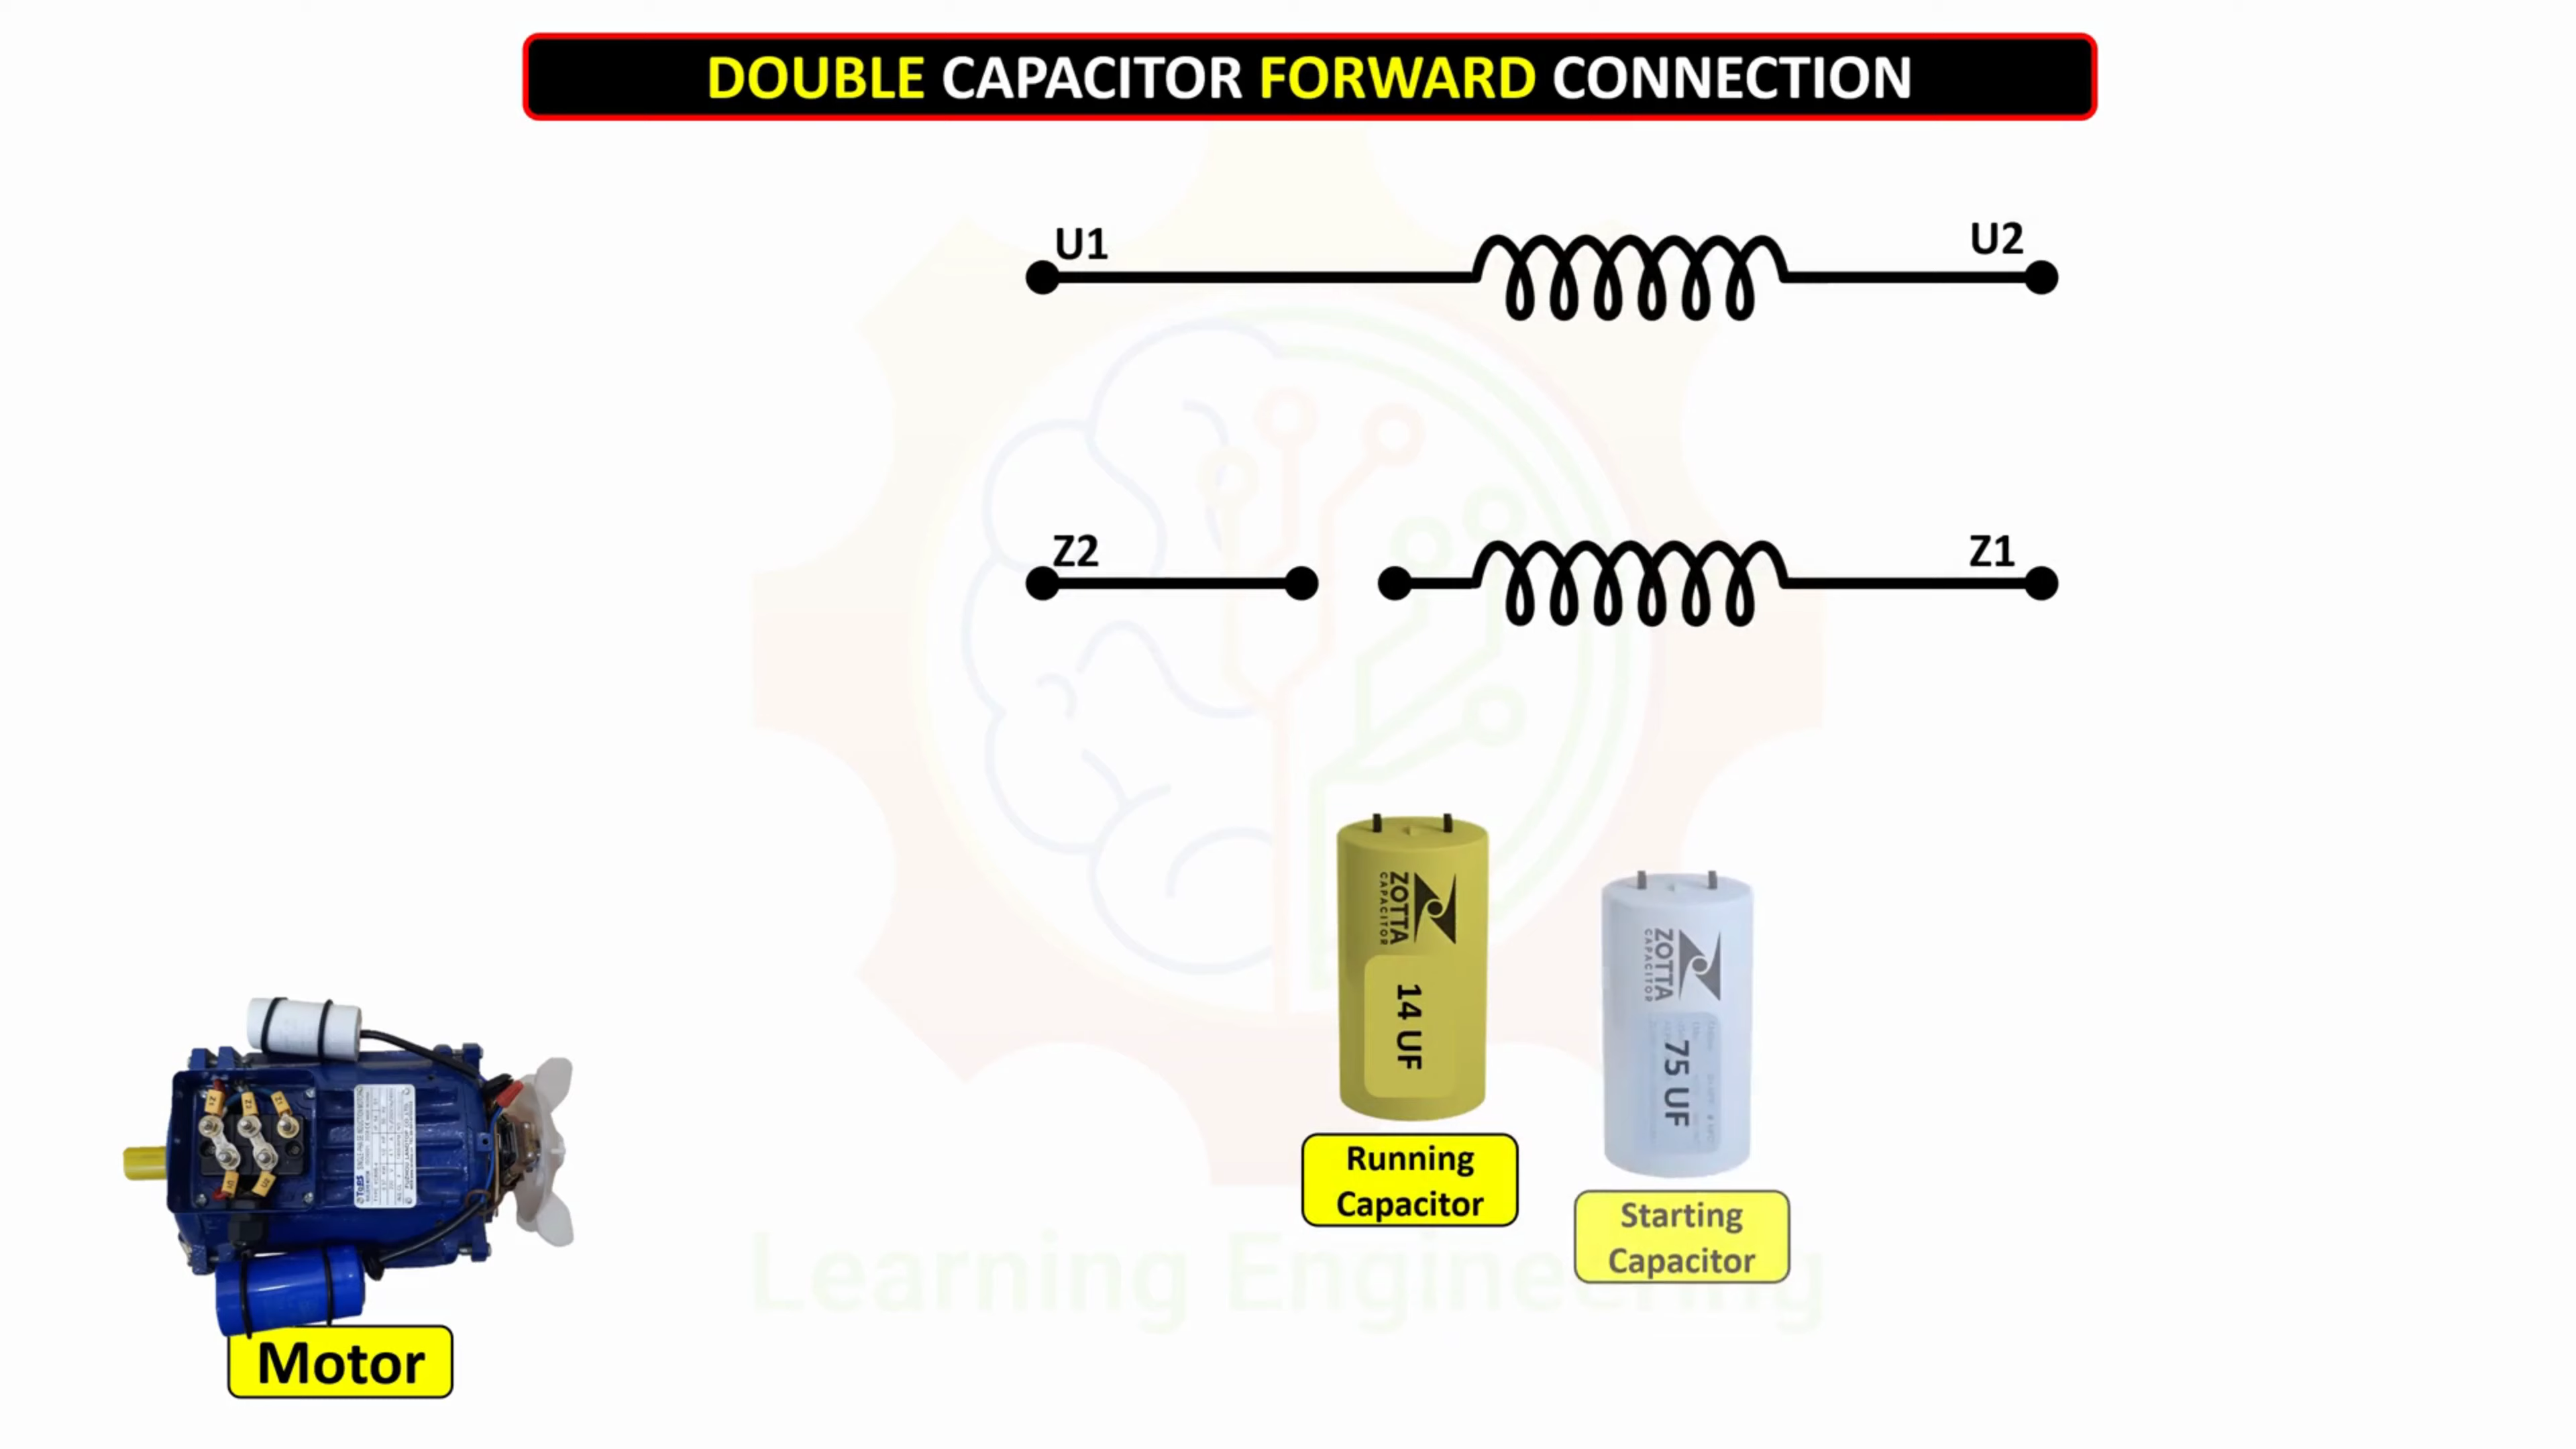 DOUBLE CAPACITOR FORWARD CONNECTION
U1
U2
Z2
Z1
ZOTTA
CAPACITOR
14 UF
ZOTTA
CAPACITOR
75 UF
Running
Capacitor
Starting
Capacitor
Learning Engineering
Motor